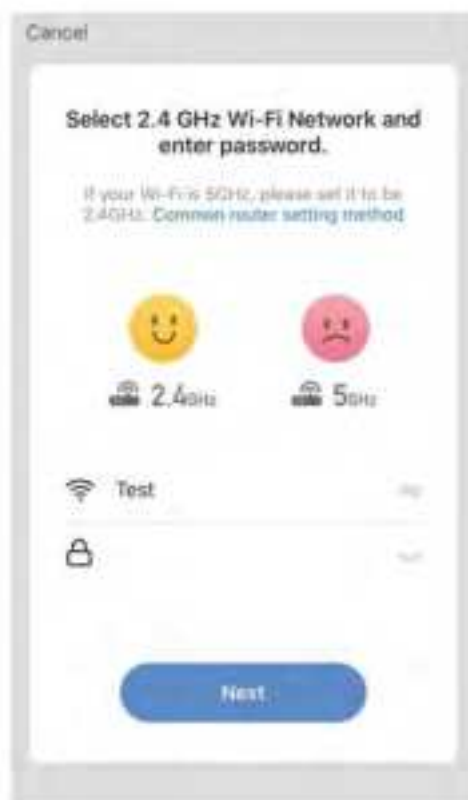 Cancel
Select 2.4 GHz Wi-Fi Network and
enter password.
If your Wi-Fi is 5GHz, please set it to be
2.4GHz. Common router setting method
2.4GHz
5GHz
Test
Next